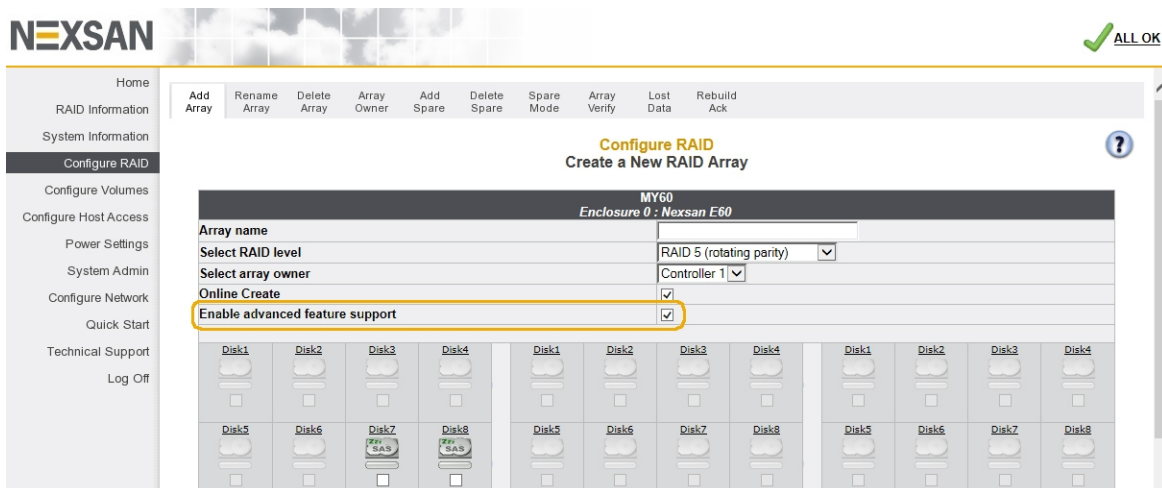 NEXSAN
ALL OK
Home
RAID Information
System Information
Configure RAID
Configure Volumes
Configure Host Access
Power Settings
System Admin
Configure Network
Quick Start
Technical Support
Log Off
Add Array
Rename Array
Delete Array
Array Owner
Add Spare
Delete Spare
Spare Mode
Array Verify
Lost Data
Rebuild Ack
Configure RAID
Create a New RAID Array
?
MY60
Enclosure 0 : Nexsan E60
Array name
Select RAID level RAID 5 (rotating parity)
Select array owner Controller 1
Online Create
Enable advanced feature support
Disk1 Disk2 Disk3 Disk4 Disk1 Disk2 Disk3 Disk4 Disk1 Disk2 Disk3 Disk4
Disk5 Disk6 Disk7 Disk8 Disk5 Disk6 Disk7 Disk8 Disk5 Disk6 Disk7 Disk8
SAS SAS